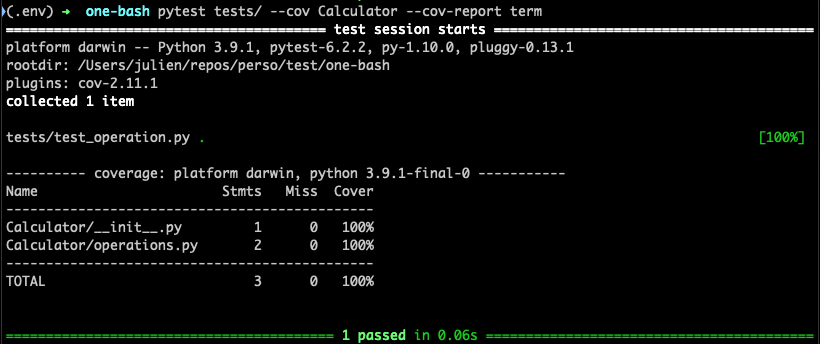 (.env) → one-bash pytest tests/ --cov Calculator --cov-report term
======================================== test session starts =========================================
platform darwin -- Python 3.9.1, pytest-6.2.2, py-1.10.0, pluggy-0.13.1
rootdir: /Users/julien/repos/perso/test/one-bash
plugins: cov-2.11.1
collected 1 item
tests/test_operation.py . [100%]
---------- coverage: platform darwin, python 3.9.1-final-0 -----------
Name Stmts Miss Cover
----------------------------------------------
Calculator/__init__.py 1 0 100%
Calculator/operations.py 2 0 100%
----------------------------------------------
TOTAL 3 0 100%
========================================= 1 passed in 0.06s =========================================